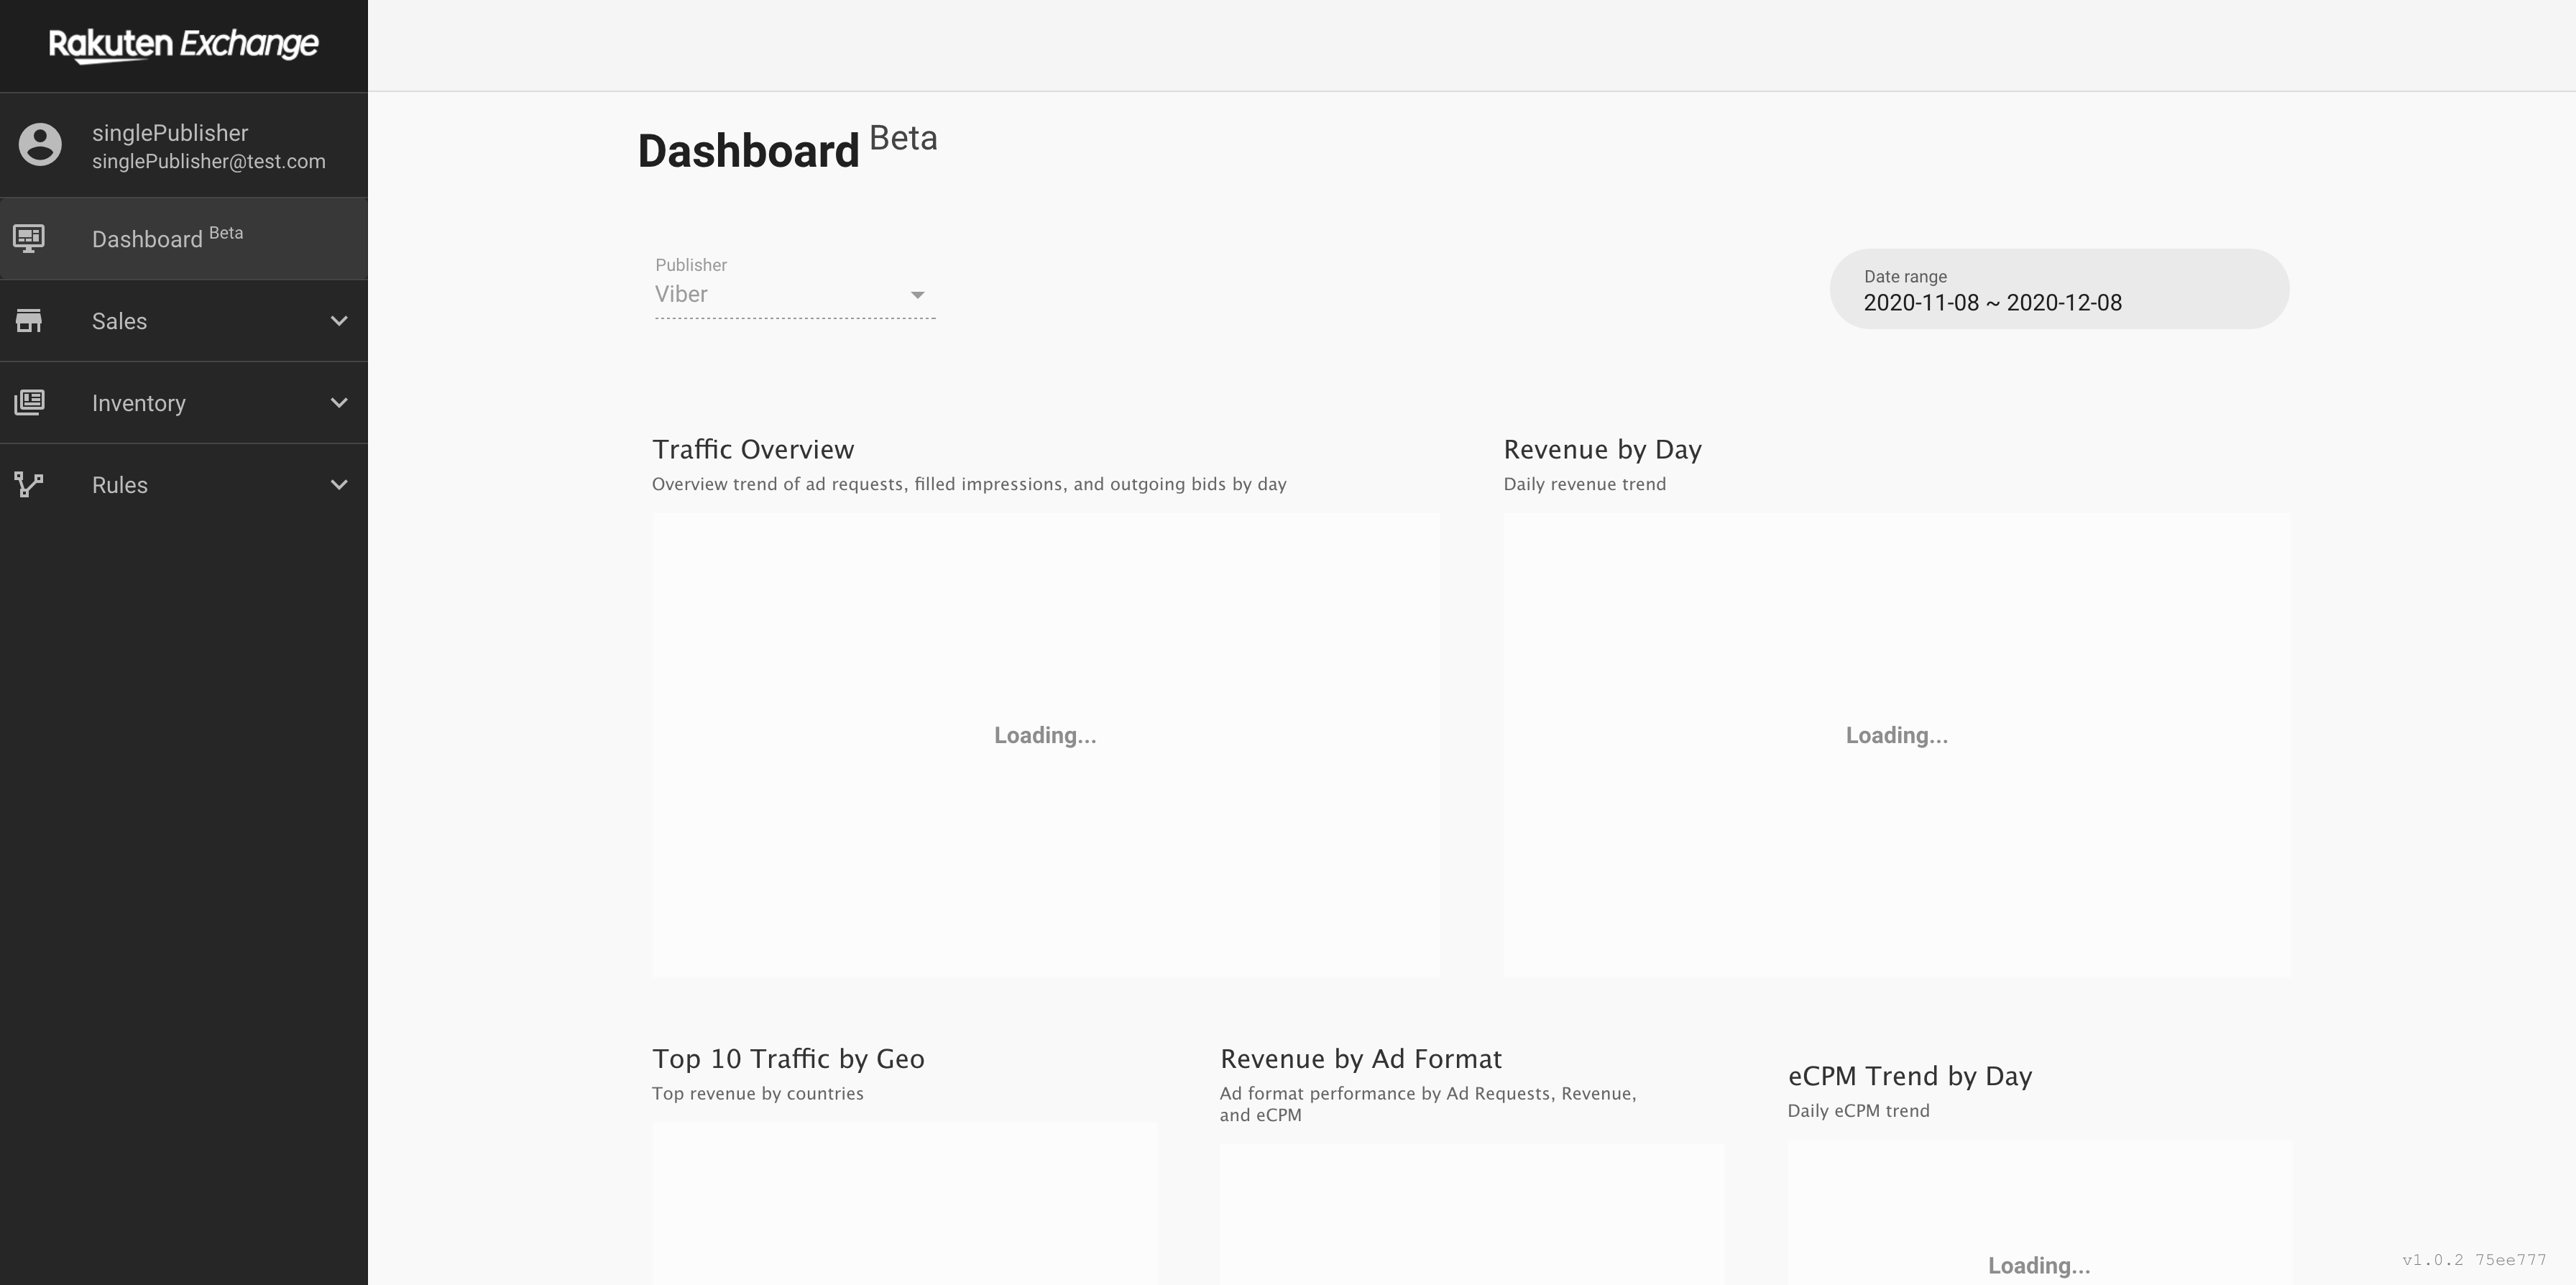 Rakuten Exchange
singlePublisher
singlePublisher@test.com
Dashboard Beta
Sales
Inventory
Rules
Dashboard Beta
Publisher
Viber
Date range
2020-11-08 ~ 2020-12-08
Traffic Overview
Overview trend of ad requests, filled impressions, and outgoing bids by day
Loading...
Revenue by Day
Daily revenue trend
Loading...
Top 10 Traffic by Geo
Top revenue by countries
Revenue by Ad Format
Ad format performance by Ad Requests, Revenue,
and eCPM
eCPM Trend by Day
Daily eCPM trend
Loading...
v1.0.2 75ee777